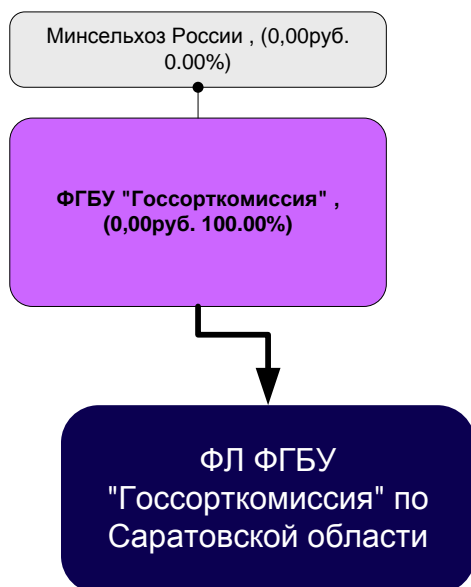 Минсельхоз России , (0,00руб.
0.00%)
ФГБУ "Госсорткомиссия" ,
(0,00руб. 100.00%)
ФЛ ФГБУ
"Госсорткомиссия" по
Саратовской области